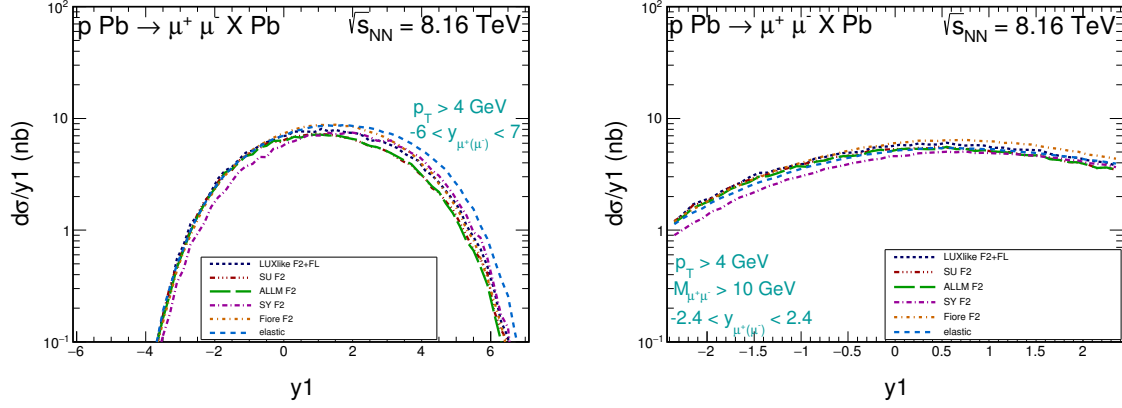 p Pb → μ⁺ μ⁻ X Pb √s_NN = 8.16 TeV
dσ/y1 (nb)
10²
10
1
10⁻¹
p_T > 4 GeV
-6 < y_μ⁺(μ⁻) < 7
LUXlike F2+FL
SU F2
ALLM F2
SY F2
Fiore F2
elastic
−6 −4 −2 0 2 4 6
y1
p Pb → μ⁺ μ⁻ X Pb √s_NN = 8.16 TeV
dσ/y1 (nb)
10²
10
1
10⁻¹
p_T > 4 GeV
M_μ⁺μ⁻ > 10 GeV
-2.4 < y_μ⁺(μ⁻) < 2.4
LUXlike F2+FL
SU F2
ALLM F2
SY F2
Fiore F2
elastic
−2 −1.5 −1 −0.5 0 0.5 1 1.5 2
y1